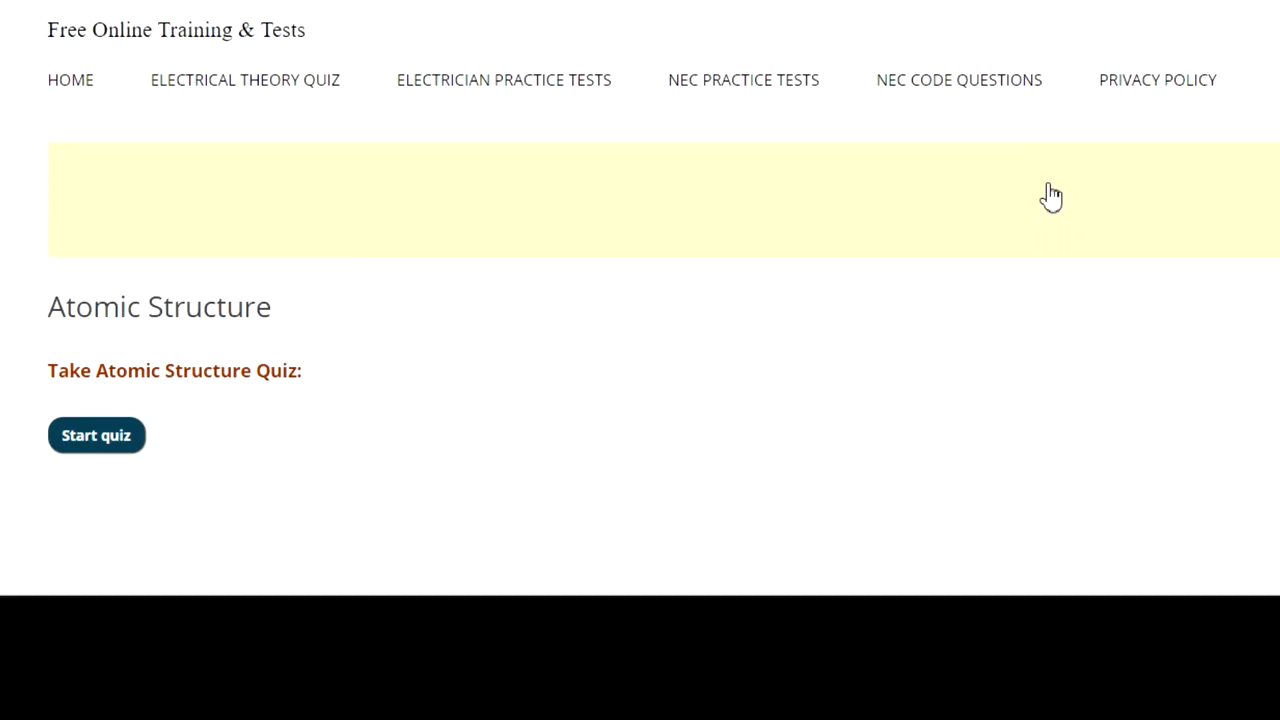 Free Online Training & Tests
HOME ELECTRICAL THEORY QUIZ ELECTRICIAN PRACTICE TESTS NEC PRACTICE TESTS NEC CODE QUESTIONS PRIVACY POLICY
Atomic Structure
Take Atomic Structure Quiz:
Start quiz